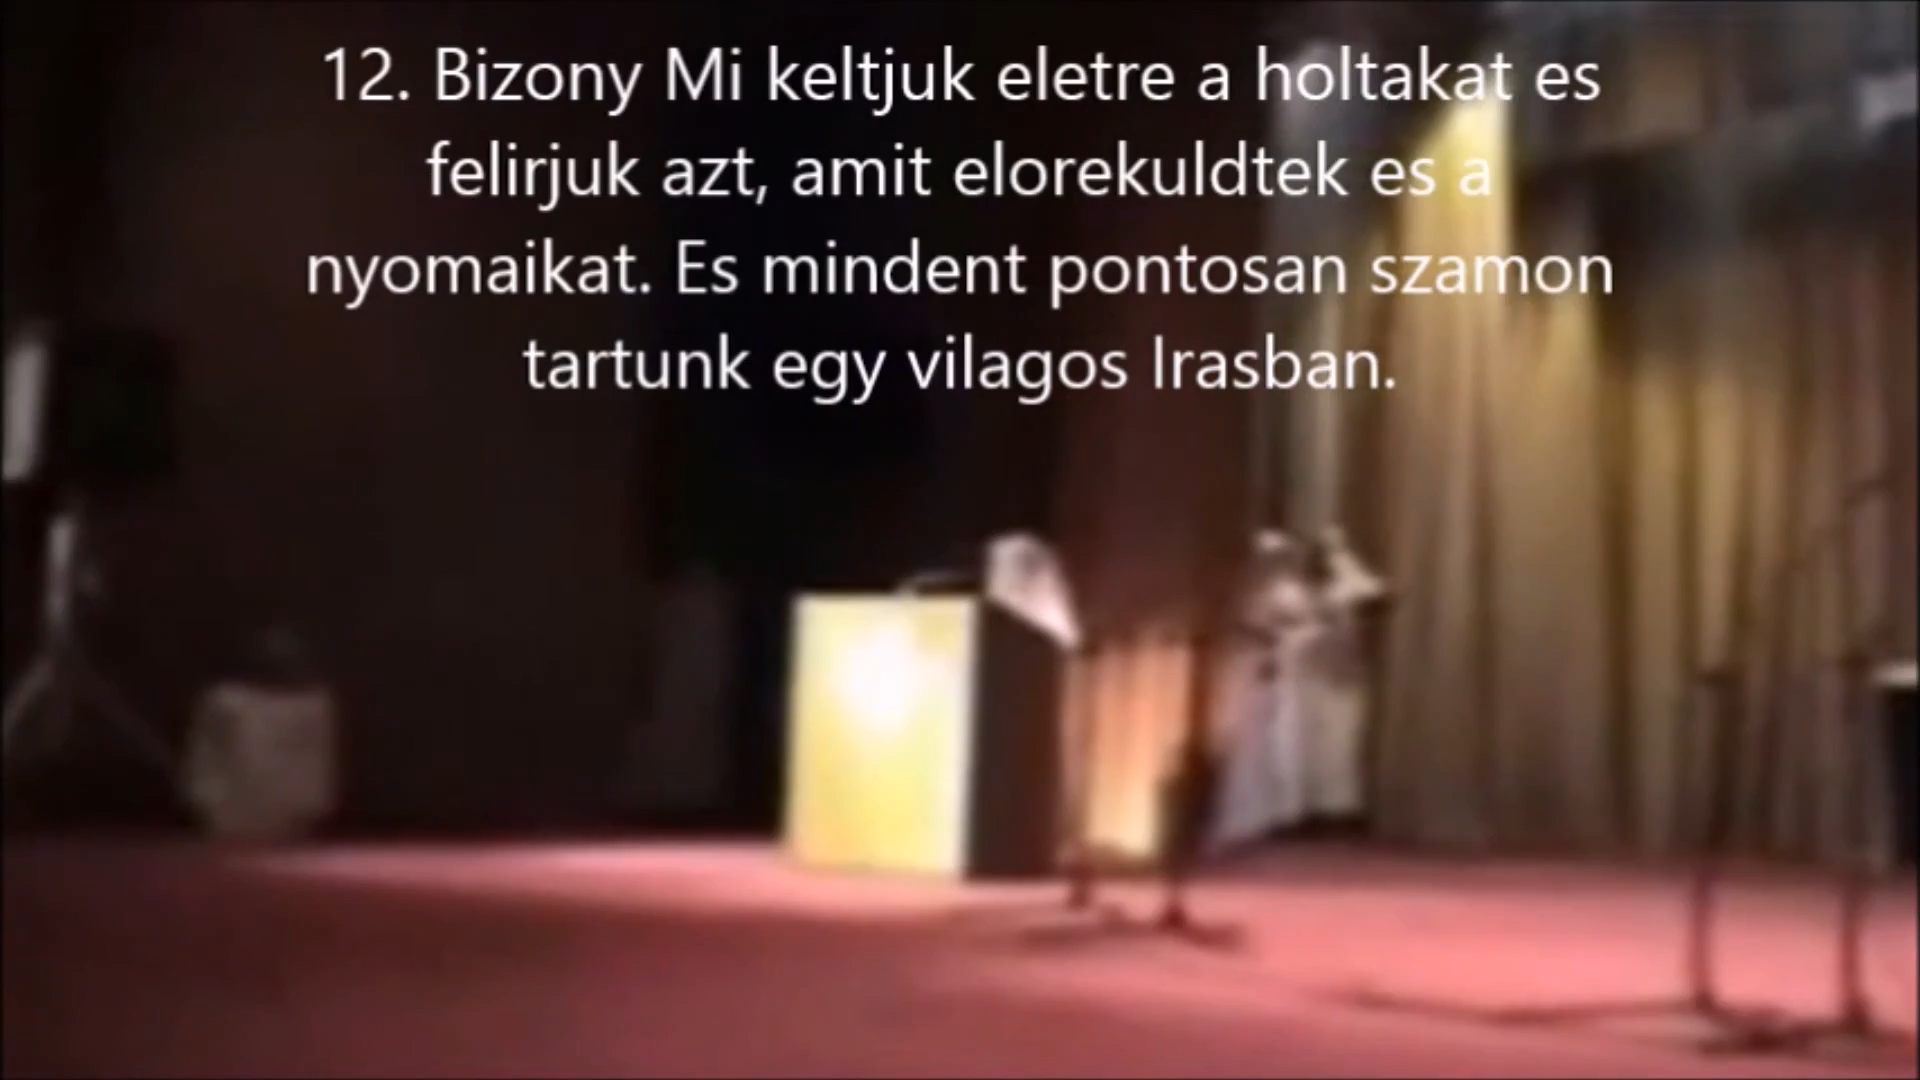 12. Bizony Mi keltjuk eletre a holtakat es
felirjuk azt, amit elorekuldtek es a
nyomaikat. Es mindent pontosan szamon
tartunk egy vilagos Irasban.